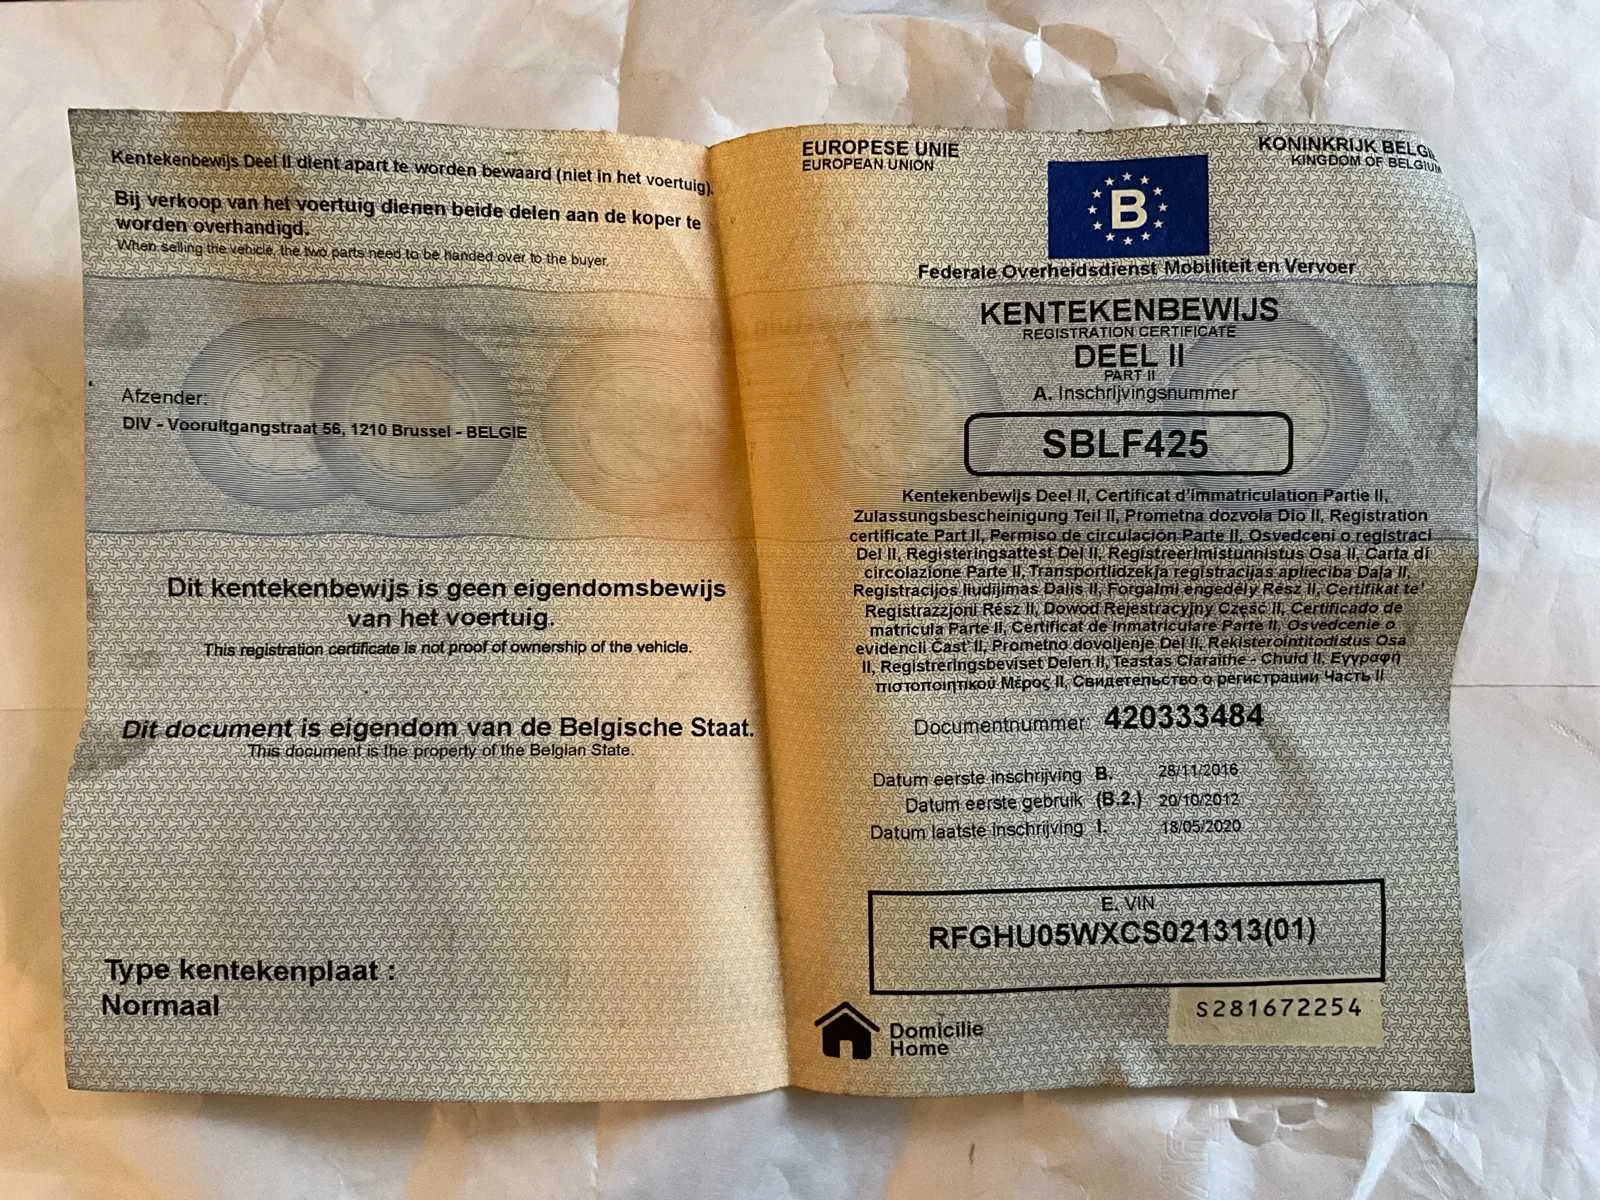 Kentekenbewijs Deel II dient apart te worden bewaard (niet in het voertuig).
Bij verkoop van het voertuig dienen beide delen aan de koper te
worden overhandigd.
When selling the vehicle, the two parts need to be handed over to the buyer.
Afzender:
DIV - Vooruitgangstraat 56, 1210 Brussel - BELGIE
Dit kentekenbewijs is geen eigendomsbewijs
van het voertuig.
This registration certificate is not proof of ownership of the vehicle.
Dit document is eigendom van de Belgische Staat.
This document is the property of the Belgian State.
Type kentekenplaat :
Normaal
EUROPESE UNIE
EUROPEAN UNION
KONINKRIJK BELGI
KINGDOM OF BELGIUM
B
Federale Overheidsdienst Mobiliteit en Vervoer
KENTEKENBEWIJS
REGISTRATION CERTIFICATE
DEEL II
PART II
A. Inschrijvingsnummer
SBLF425
Kentekenbewijs Deel II, Certificat d'immatriculation Partie II,
Zulassungsbescheinigung Teil II, Prometna dozvola Dio II, Registration
certificate Part II, Permiso de circulación Parte II, Osvedceni o registraci
Del II, Registeringsattest Del II, Registreerimistunnistus Osa II, Carta di
circolazione Parte II, Transportlidzekja registracijas aplieciba Daļa II,
Registracijos liudijimas Dalis II, Forgalmi engedély Rész II, Certifikat te'
Registrazzjoni Rész II, Dowod Rejestracyjny Część II, Certificado de
matricula Parte II, Certificat de Inmatriculare Parte II, Osvedcenie o
evidencii Čast' II, Prometno dovoljenje Del II, Rekisterointitodistus Osa
II, Registreringsbeviset Delen II, Teastas Claraithe - Chuid II, Εγγραφή
πιστοποιητικού Μέρος II, Свидетельство о регистрации Часть II
Documentnummer: 420333484
Datum eerste inschrijving B. 28/11/2016
Datum eerste gebruik (B.2.) 20/10/2012
Datum laatste inschrijving I. 18/05/2020
E. VIN
RFGHU05WXCS021313(01)
S281672254
Domicilie
Home